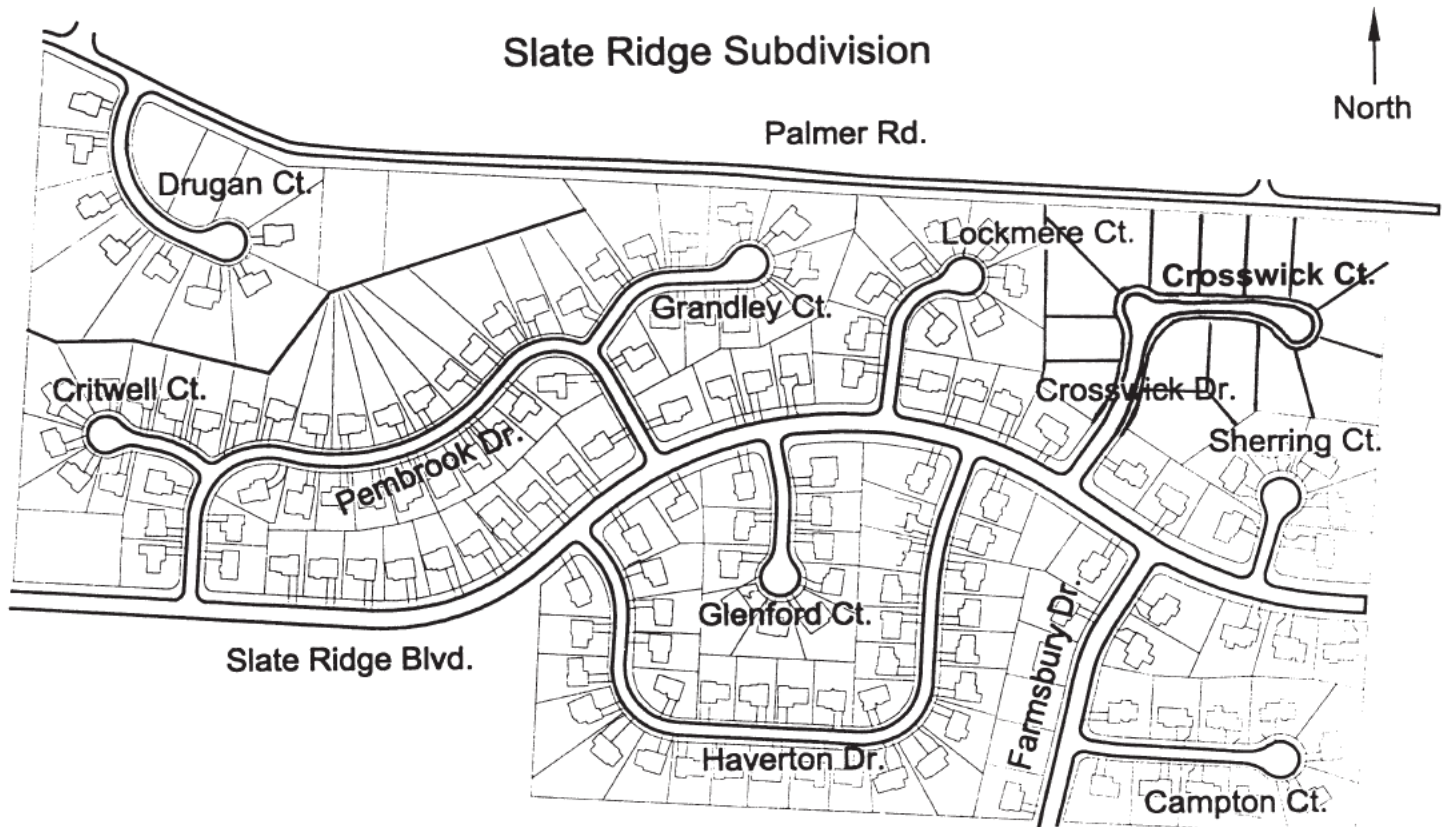 Slate Ridge Subdivision
North
Palmer Rd.
Drugan Ct.
Lockmere Ct.
Crosswick Ct.
Grandley Ct.
Critwell Ct.
Crosswick Dr.
Pembrook Dr.
Sherring Ct.
Glenford Ct.
Farmsbury Dr.
Slate Ridge Blvd.
Haverton Dr.
Campton Ct.